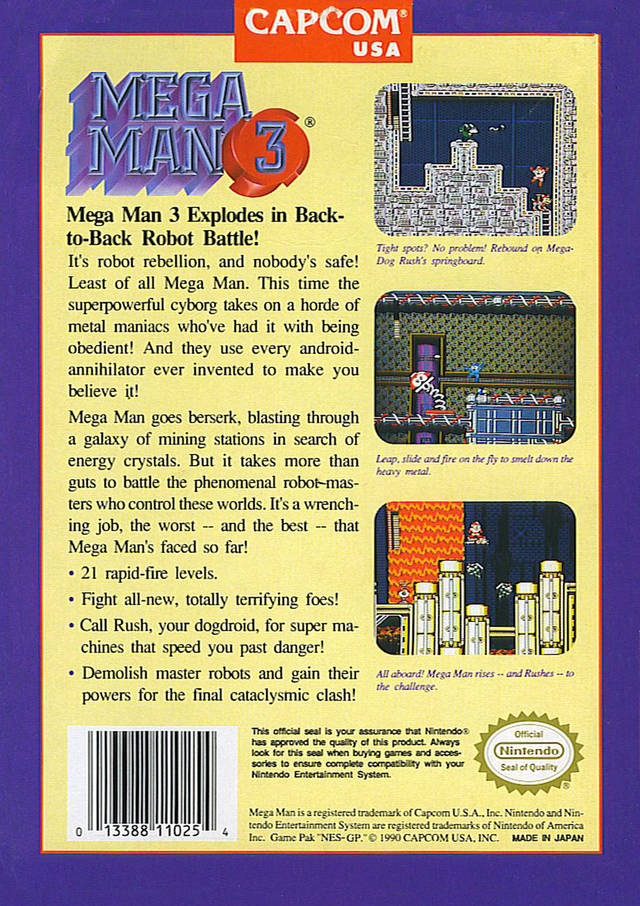 CAPCOM®
USA
MEGA
MAN 3 ®
Mega Man 3 Explodes in Back-
to-Back Robot Battle!
It's robot rebellion, and nobody's safe!
Least of all Mega Man. This time the
superpowerful cyborg takes on a horde of
metal maniacs who've had it with being
obedient! And they use every android-
annihilator ever invented to make you
believe it!
Mega Man goes berserk, blasting through
a galaxy of mining stations in search of
energy crystals. But it takes more than
guts to battle the phenomenal robot-mas-
ters who control these worlds. It's a wrench-
ing job, the worst -- and the best -- that
Mega Man's faced so far!
• 21 rapid-fire levels.
• Fight all-new, totally terrifying foes!
• Call Rush, your dogdroid, for super ma-
chines that speed you past danger!
• Demolish master robots and gain their
powers for the final cataclysmic clash!
Tight spots? No problem! Rebound on Mega-
Dog Rush's springboard.
Leap, slide and fire on the fly to smelt down the
heavy metal.
All aboard! Mega Man rises -- and Rushes -- to
the challenge.
0 13388 11025 4
This official seal is your assurance that Nintendo®
has approved the quality of this product. Always
look for this seal when buying games and acces-
sories to ensure complete compatibility with your
Nintendo Entertainment System.
Official
Nintendo
Seal of Quality
®
Mega Man is a registered trademark of Capcom U.S.A., Inc. Nintendo and Nin-
tendo Entertainment System are registered trademarks of Nintendo of America
Inc. Game Pak "NES-GP." © 1990 CAPCOM USA, INC. MADE IN JAPAN